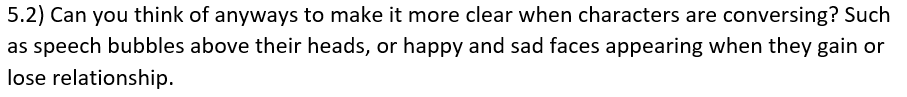 5.2) Can you think of anyways to make it more clear when characters are conversing? Such
as speech bubbles above their heads, or happy and sad faces appearing when they gain or
lose relationship.